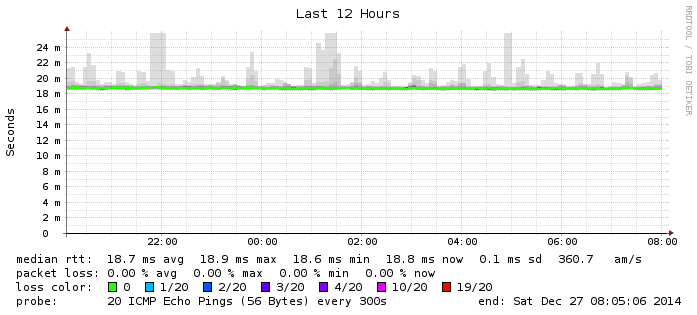 Last 12 Hours
RRDTOOL / TOBI OETIKER
Seconds
24 m
22 m
20 m
18 m
16 m
14 m
12 m
10 m
8 m
6 m
4 m
2 m
0
22:00 00:00 02:00 04:00 06:00 08:00
median rtt: 18.7 ms avg 18.9 ms max 18.6 ms min 18.8 ms now 0.1 ms sd 360.7 am/s
packet loss: 0.00 % avg 0.00 % max 0.00 % min 0.00 % now
loss color: 0 1/20 2/20 3/20 4/20 10/20 19/20
probe: 20 ICMP Echo Pings (56 Bytes) every 300s end: Sat Dec 27 08:05:06 2014